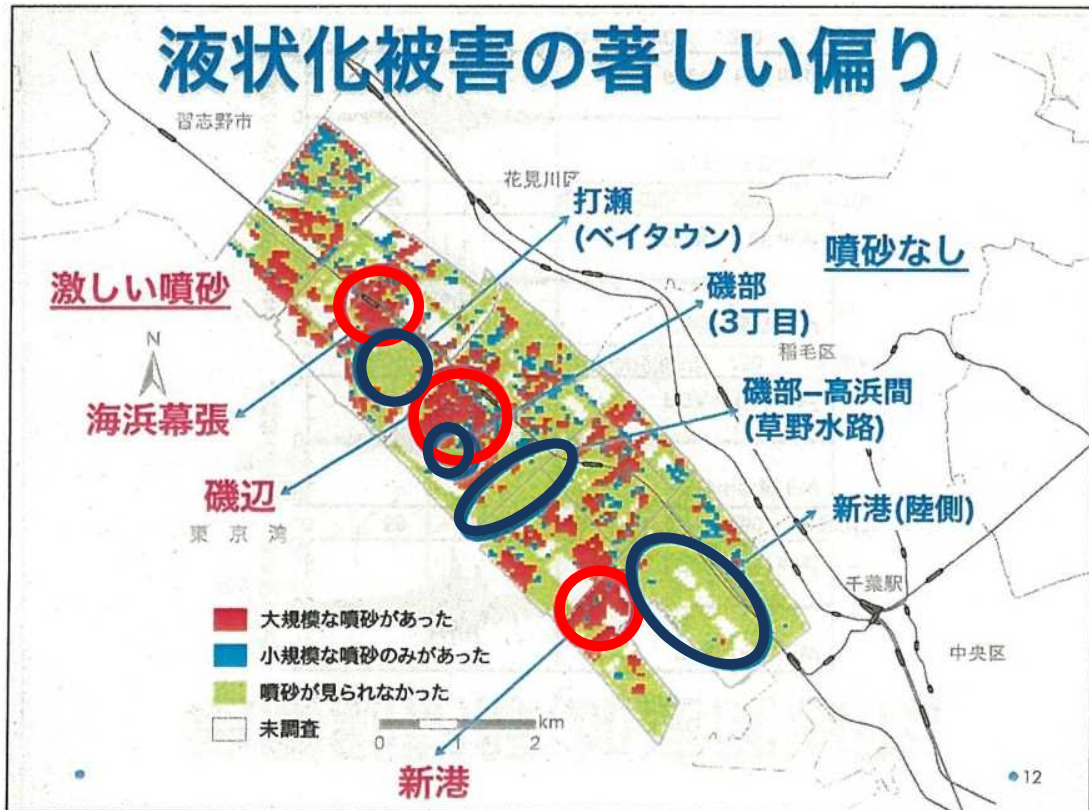 液状化被害の著しい偏り
習志野市
花見川区
打瀬
(ベイタウン)
噴砂なし
激しい噴砂
磯部
(3丁目)
N
稲毛区
海浜幕張
磯部−高浜間
(草野水路)
磯辺
東京湾
新港(陸側)
千葉駅
大規模な噴砂があった
小規模な噴砂のみがあった
中央区
噴砂が見られなかった
未調査
km
0 1 2
新港
12